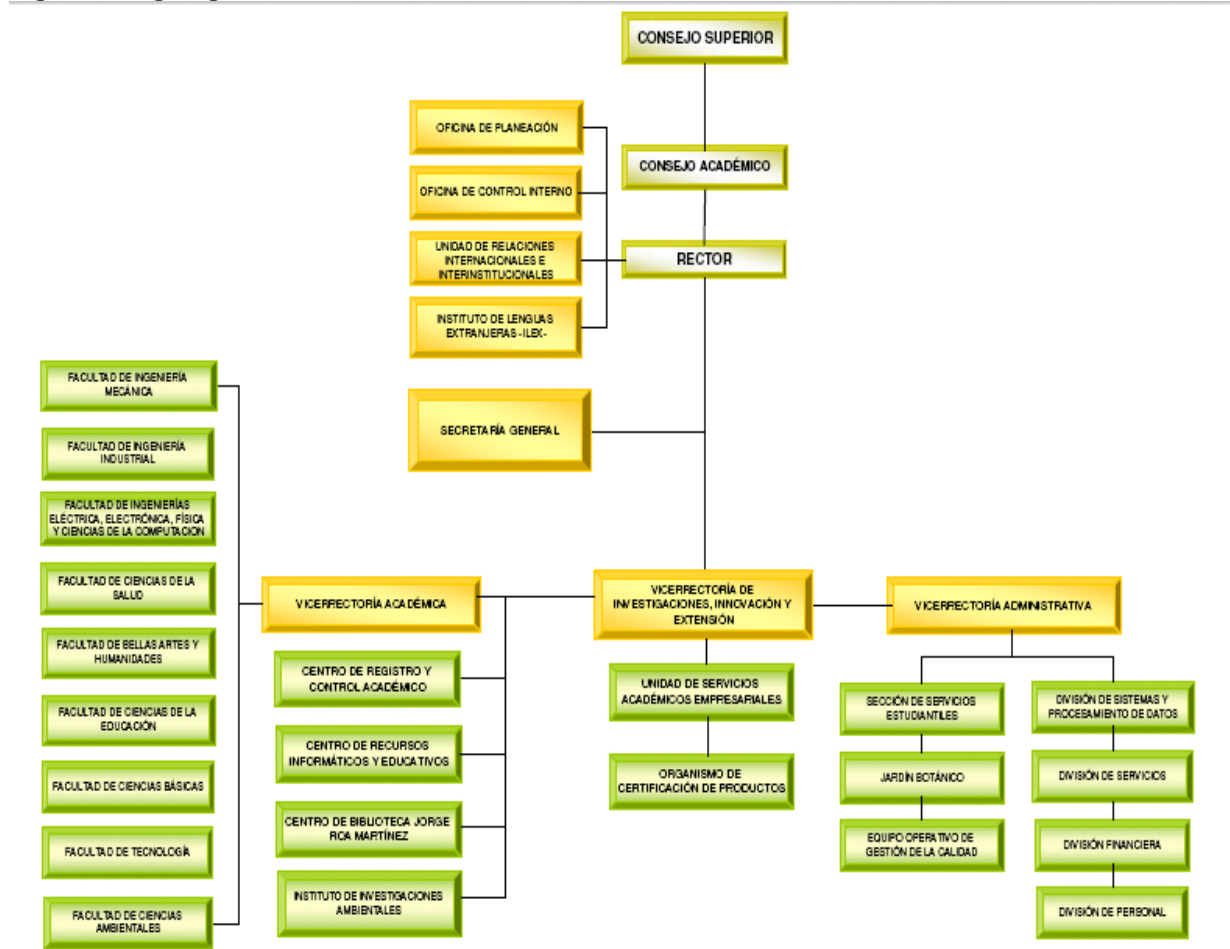 CONSEJO SUPERIOR
OFICINA DE PLANEACIÓN
CONSEJO ACADÉMICO
OFICINA DE CONTROL INTERNO
UNIDAD DE RELACIONES
INTERNACIONALES E
INTERINSTITUCIONALES
RECTOR
INSTITUTO DE LENGUAS
EXTRANJERAS -ILEX-
SECRETARÍA GENERAL
FACULTAD DE INGENIERÍA
MECÁNICA
FACULTAD DE INGENIERÍA
INDUSTRIAL
FACULTAD DE INGENIERÍAS
ELÉCTRICA, ELECTRÓNICA, FÍSICA
Y CIENCIAS DE LA COMPUTACION
FACULTAD DE CIENCIAS DE LA
SALUD
FACULTAD DE BELLAS ARTES Y
HUMANIDADES
FACULTAD DE CIENCIAS DE LA
EDUCACIÓN
FACULTAD DE CIENCIAS BÁSICAS
FACULTAD DE TECNOLOGÍA
FACULTAD DE CIENCIAS
AMBIENTALES
VICERRECTORÍA ACADÉMICA
CENTRO DE REGISTRO Y
CONTROL ACADÉMICO
CENTRO DE RECURSOS
INFORMÁTICOS Y EDUCATIVOS
CENTRO DE BIBLIOTECA JORGE
ROA MARTÍNEZ
INSTITUTO DE INVESTIGACIONES
AMBIENTALES
VICERRECTORÍA DE
INVESTIGACIONES, INNOVACIÓN Y
EXTENSIÓN
UNIDAD DE SERVICIOS
ACADÉMICOS EMPRESARIALES
ORGANISMO DE
CERTIFICACIÓN DE PRODUCTOS
VICERRECTORÍA ADMINISTRATIVA
SECCIÓN DE SERVICIOS
ESTUDIANTILES
JARDÍN BOTÁNICO
EQUIPO OPERATIVO DE
GESTIÓN DE LA CALIDAD
DIVISIÓN DE SISTEMAS Y
PROCESAMIENTO DE DATOS
DIVISIÓN DE SERVICIOS
DIVISIÓN FINANCIERA
DIVISIÓN DE PERSONAL